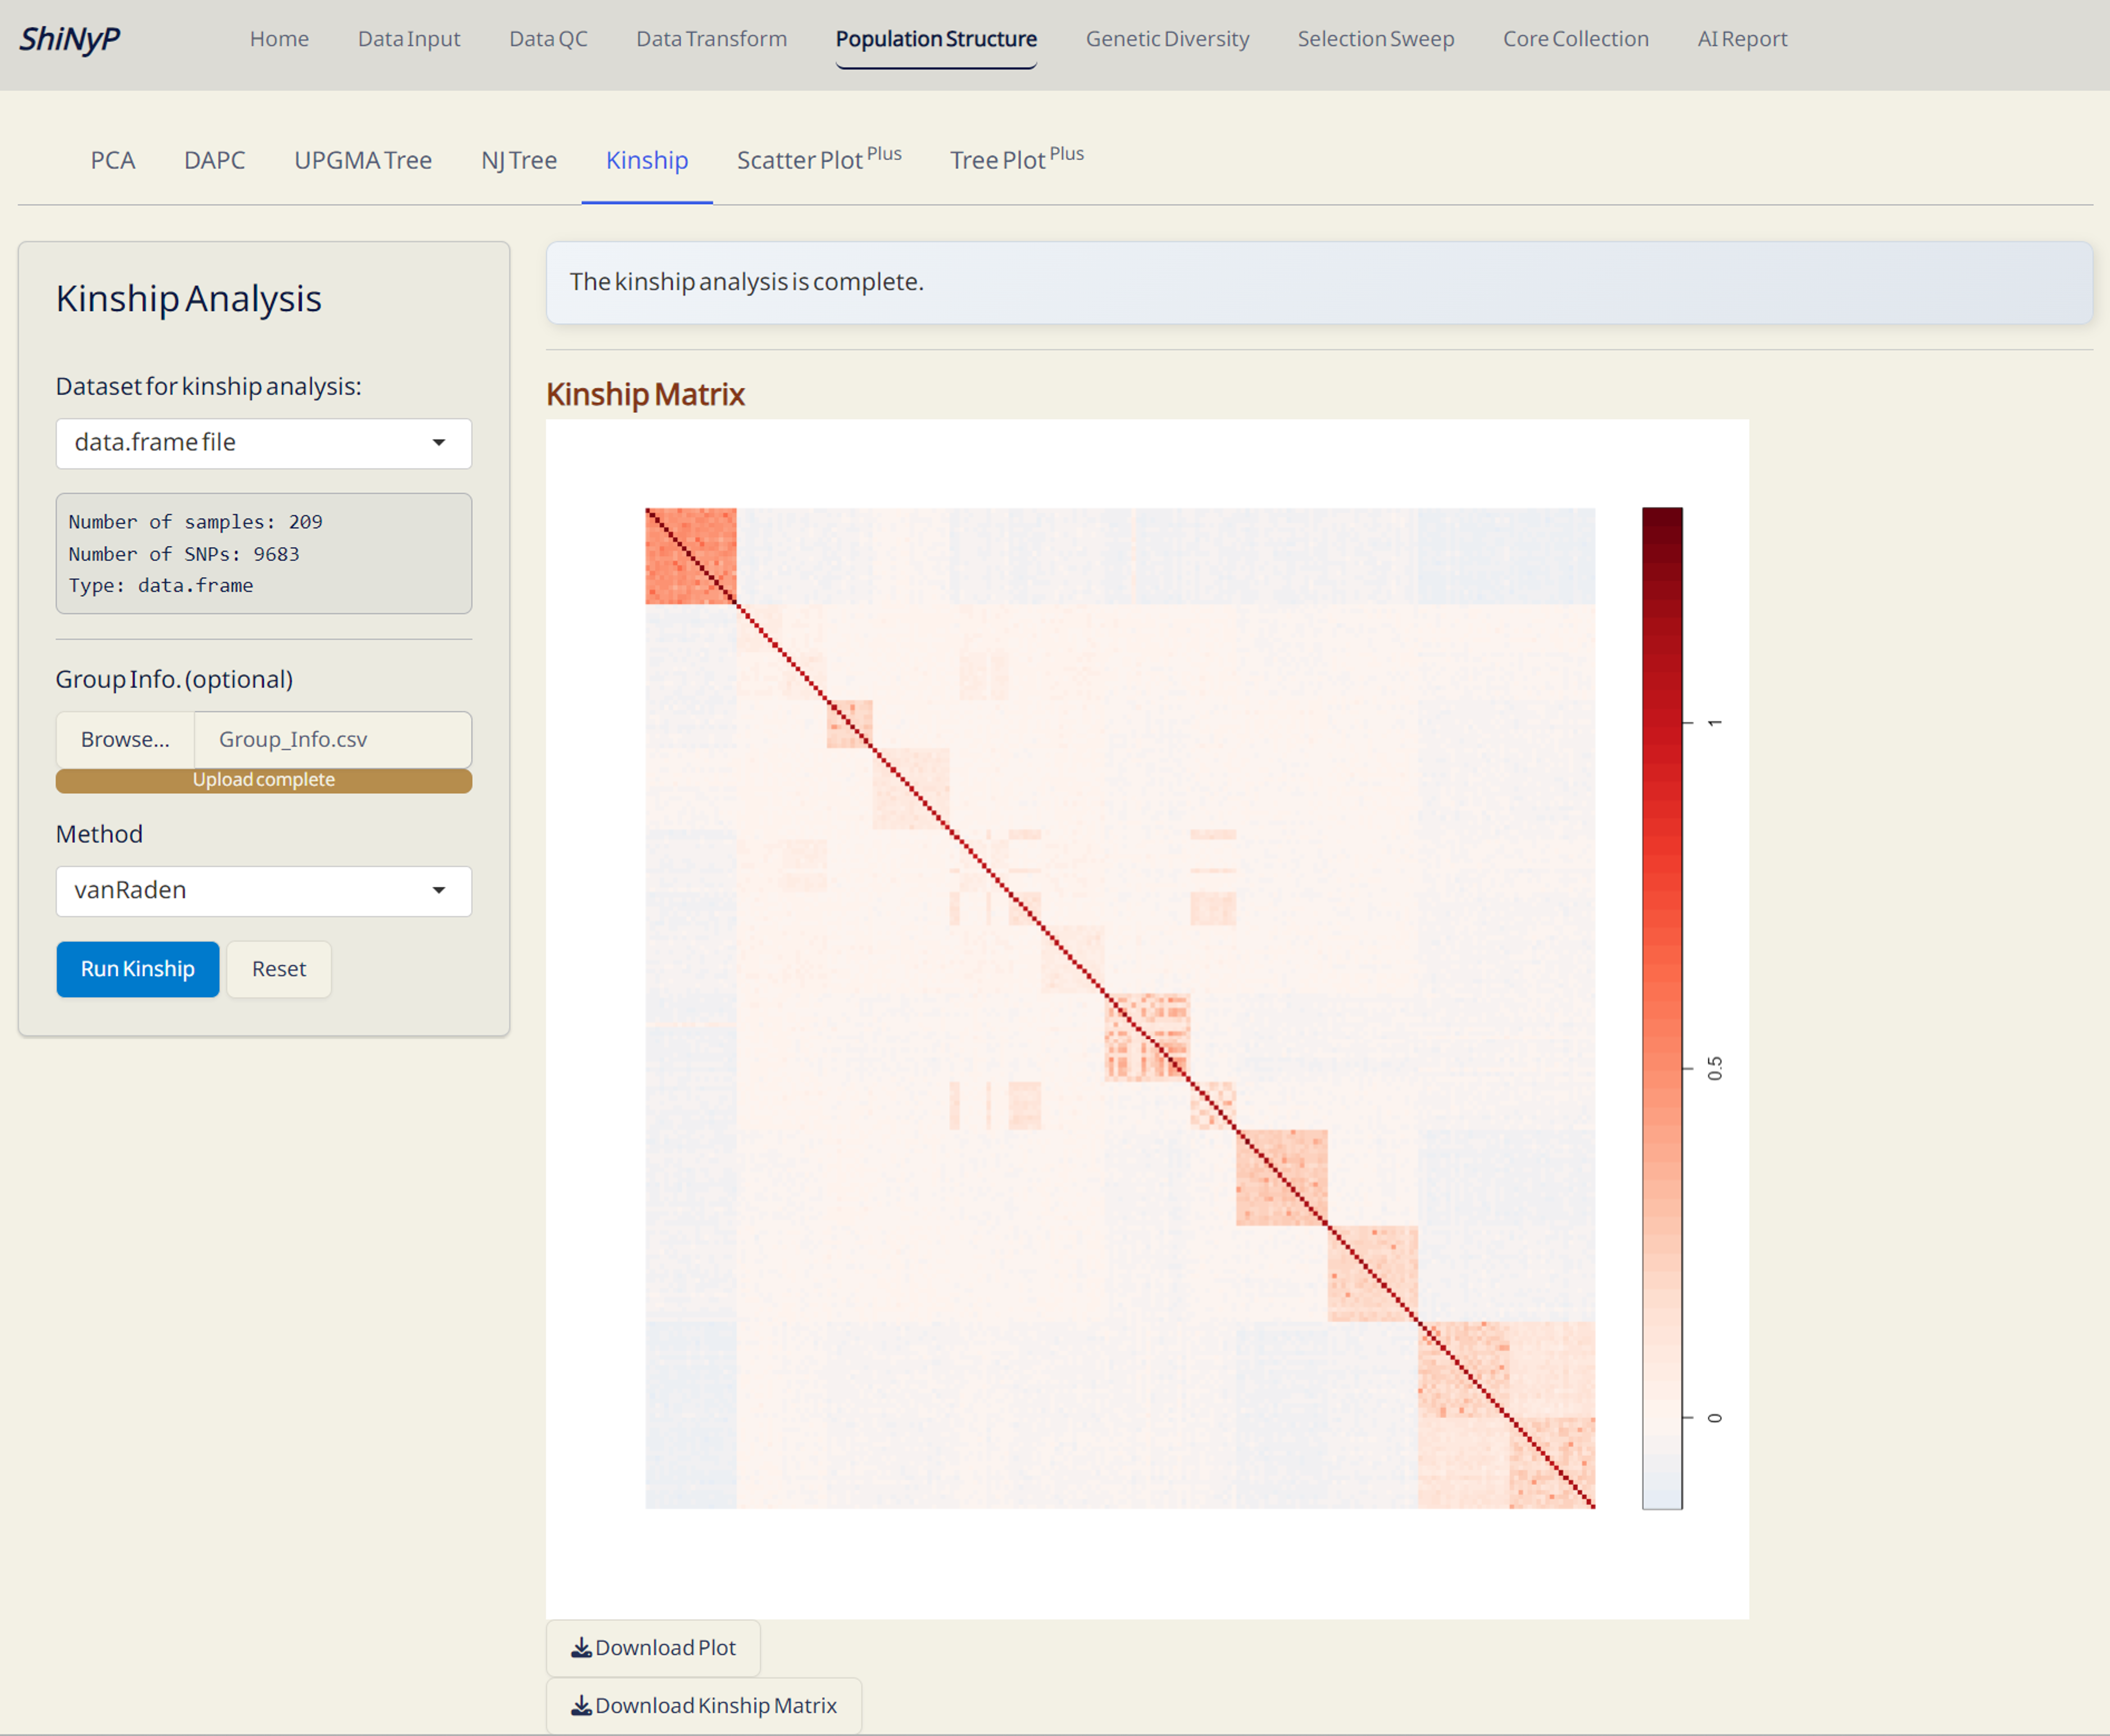 ShiNyP
Home Data Input Data QC Data Transform Population Structure Genetic Diversity Selection Sweep Core Collection AI Report
PCA DAPC UPGMA Tree NJ Tree Kinship Scatter Plot Plus Tree Plot Plus
Kinship Analysis
Dataset for kinship analysis:
data.frame file
Number of samples: 209
Number of SNPs: 9683
Type: data.frame
Group Info. (optional)
Browse... Group_Info.csv
Upload complete
Method
vanRaden
Run Kinship Reset
The kinship analysis is complete.
Kinship Matrix
1
0.5
0
Download Plot
Download Kinship Matrix